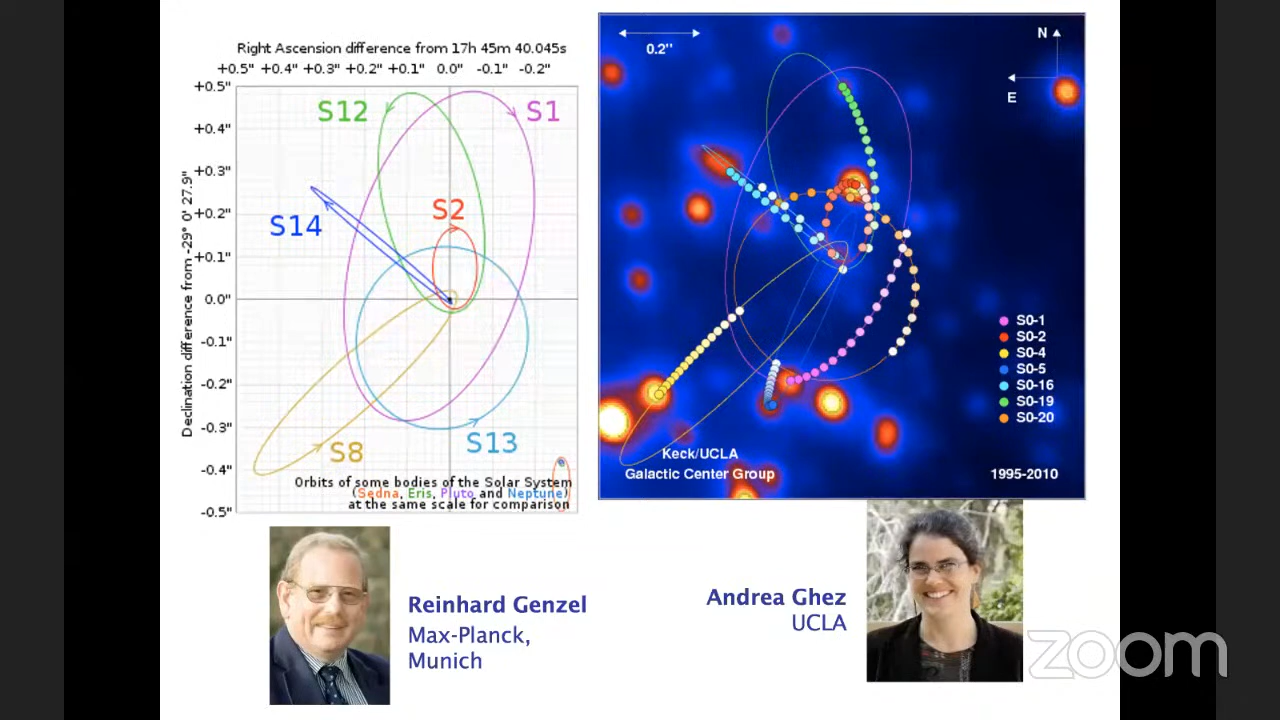 Right Ascension difference from 17h 45m 40.045s
+0.5" +0.4" +0.3" +0.2" +0.1" 0.0" -0.1" -0.2"
Declination difference from -29° 0' 27.9"
+0.5"
+0.4"
+0.3"
+0.2"
+0.1"
0.0"
-0.1"
-0.2"
-0.3"
-0.4"
-0.5"
S12
S1
S14
S2
S8
S13
Orbits of some bodies of the Solar System
(Sedna, Eris, Pluto and Neptune)
at the same scale for comparison
0.2"
N
E
S0-1
S0-2
S0-4
S0-5
S0-16
S0-19
S0-20
Keck/UCLA
Galactic Center Group
1995-2010
Reinhard Genzel
Max-Planck,
Munich
Andrea Ghez
UCLA
zoom